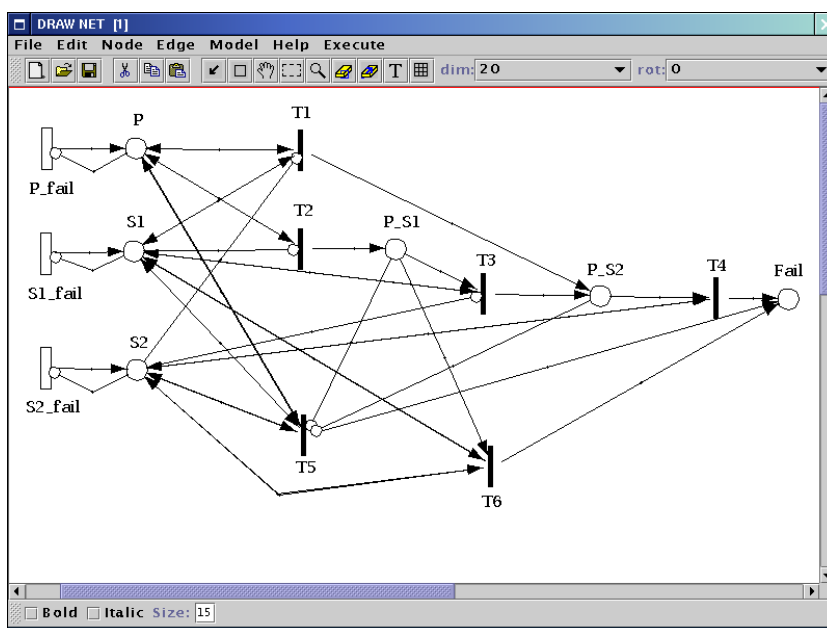 DRAW NET [1]
File Edit Node Edge Model Help Execute
T dim: 20 rot: 0
P
T1
P_fail
S1
T2
P_S1
S1_fail
T3
P_S2
T4
Fail
S2
S2_fail
T5
T6
Bold Italic Size: 15